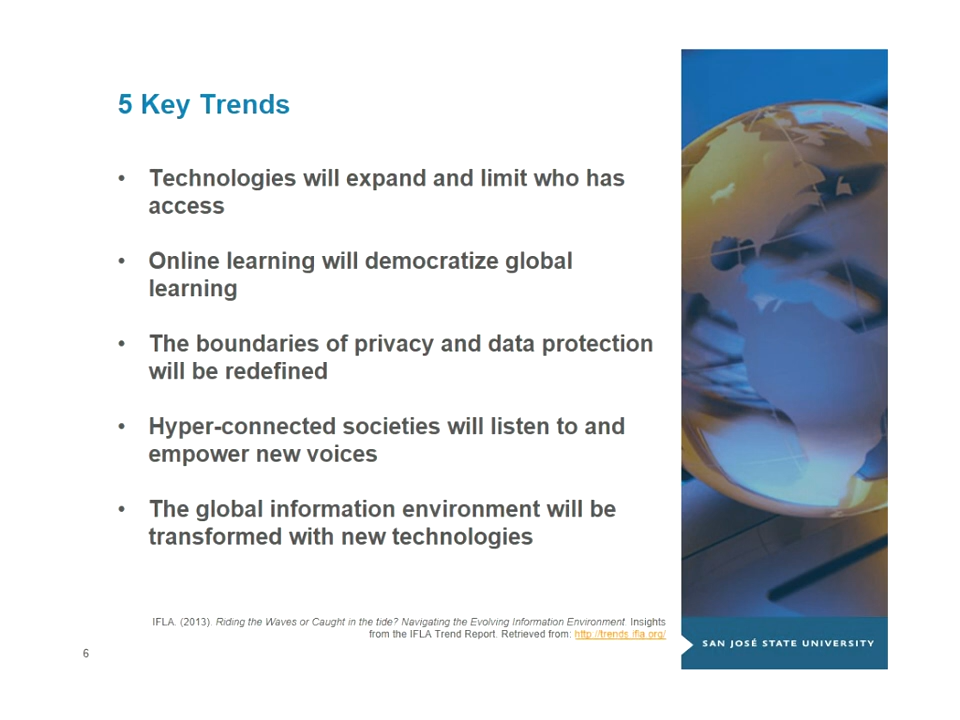 5 Key Trends
• Technologies will expand and limit who has
access
• Online learning will democratize global
learning
• The boundaries of privacy and data protection
will be redefined
• Hyper-connected societies will listen to and
empower new voices
• The global information environment will be
transformed with new technologies
IFLA. (2013). Riding the Waves or Caught in the tide? Navigating the Evolving Information Environment. Insights
from the IFLA Trend Report. Retrieved from: http://trends.ifla.org/
SAN JOSÉ STATE UNIVERSITY
6